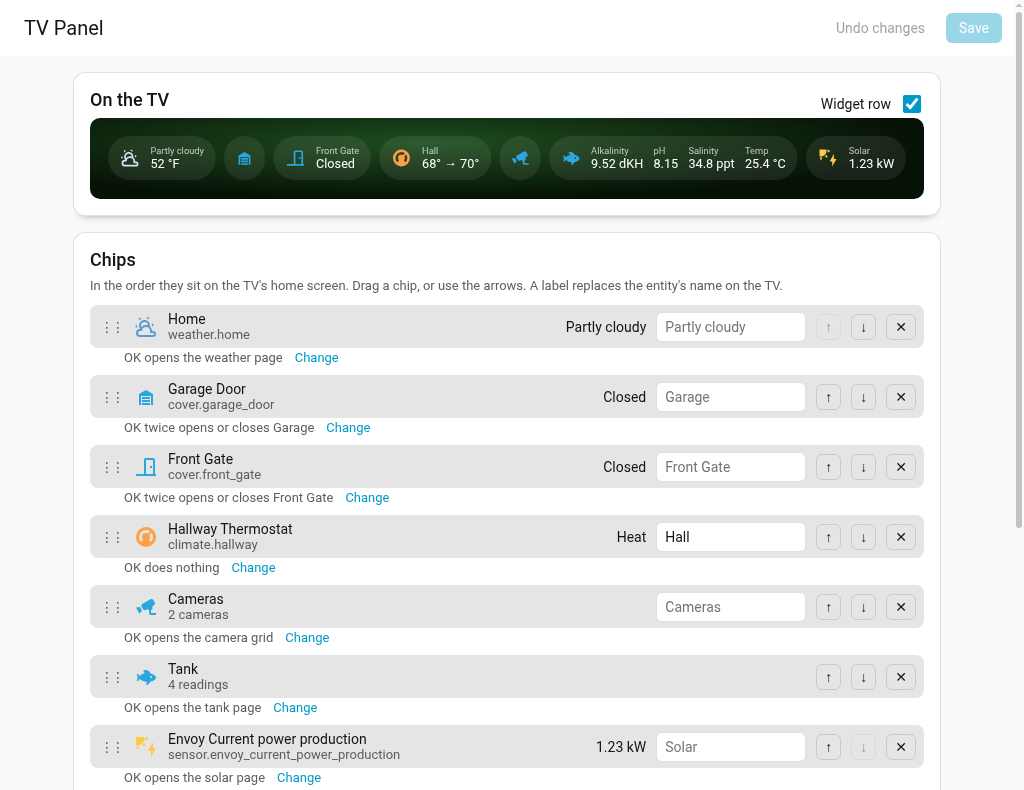 TV Panel
Undo changes
Save
On the TV
Widget row
Partly cloudy
52 °F
Front Gate
Closed
Hall
68° → 70°
Alkalinity pH Salinity Temp
9.52 dKH 8.15 34.8 ppt 25.4 °C
Solar
1.23 kW
Chips
In the order they sit on the TV's home screen. Drag a chip, or use the arrows. A label replaces the entity's name on the TV.
Home
weather.home
Partly cloudy
Partly cloudy
↑ ↓ ✕
OK opens the weather page Change
Garage Door
cover.garage_door
Closed
Garage
↑ ↓ ✕
OK twice opens or closes Garage Change
Front Gate
cover.front_gate
Closed
Front Gate
↑ ↓ ✕
OK twice opens or closes Front Gate Change
Hallway Thermostat
climate.hallway
Heat
Hall
↑ ↓ ✕
OK does nothing Change
Cameras
2 cameras
Cameras
↑ ↓ ✕
OK opens the camera grid Change
Tank
4 readings
↑ ↓ ✕
OK opens the tank page Change
Envoy Current power production
sensor.envoy_current_power_production
1.23 kW
Solar
↑ ↓ ✕
OK opens the solar page Change